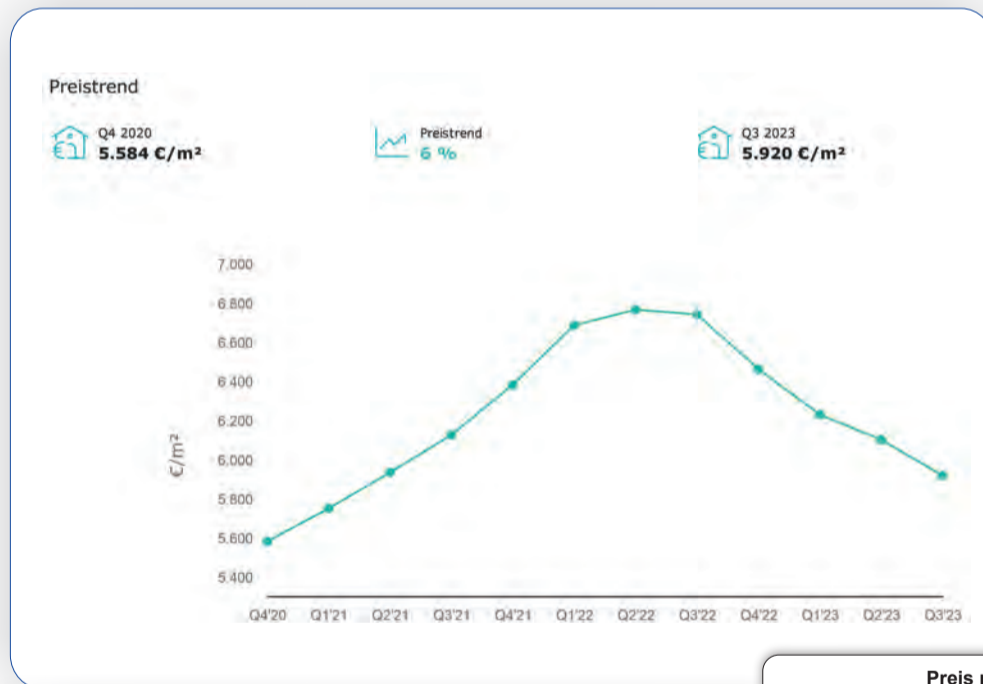 Preistrend
Q4 2020
5.584 €/m²
Preistrend
6 %
Q3 2023
5.920 €/m²
7.000
6.800
6.600
6.400
6.200
6.000
5.800
5.600
5.400
€/m²
Q4'20 Q1'21 Q2'21 Q3'21 Q4'21 Q1'22 Q2'22 Q3'22 Q4'22 Q1'23 Q2'23 Q3'23
Preis